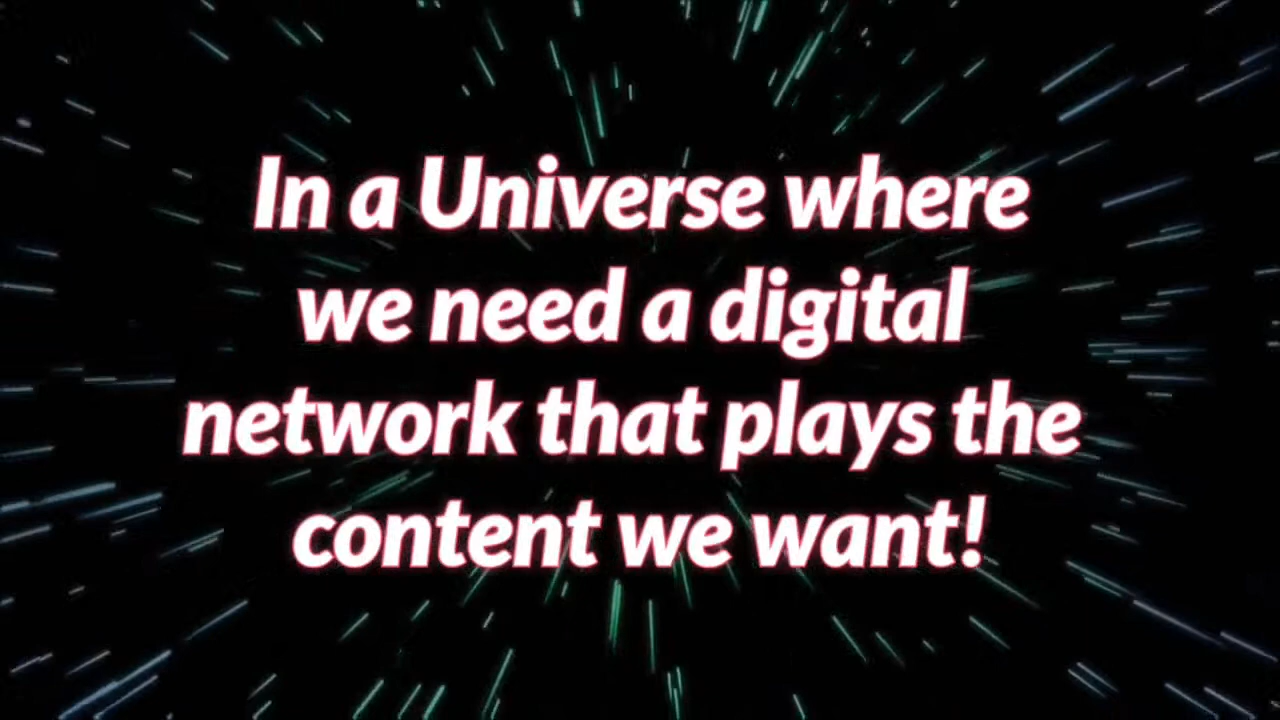 In a Universe where
we need a digital
network that plays the
content we want!